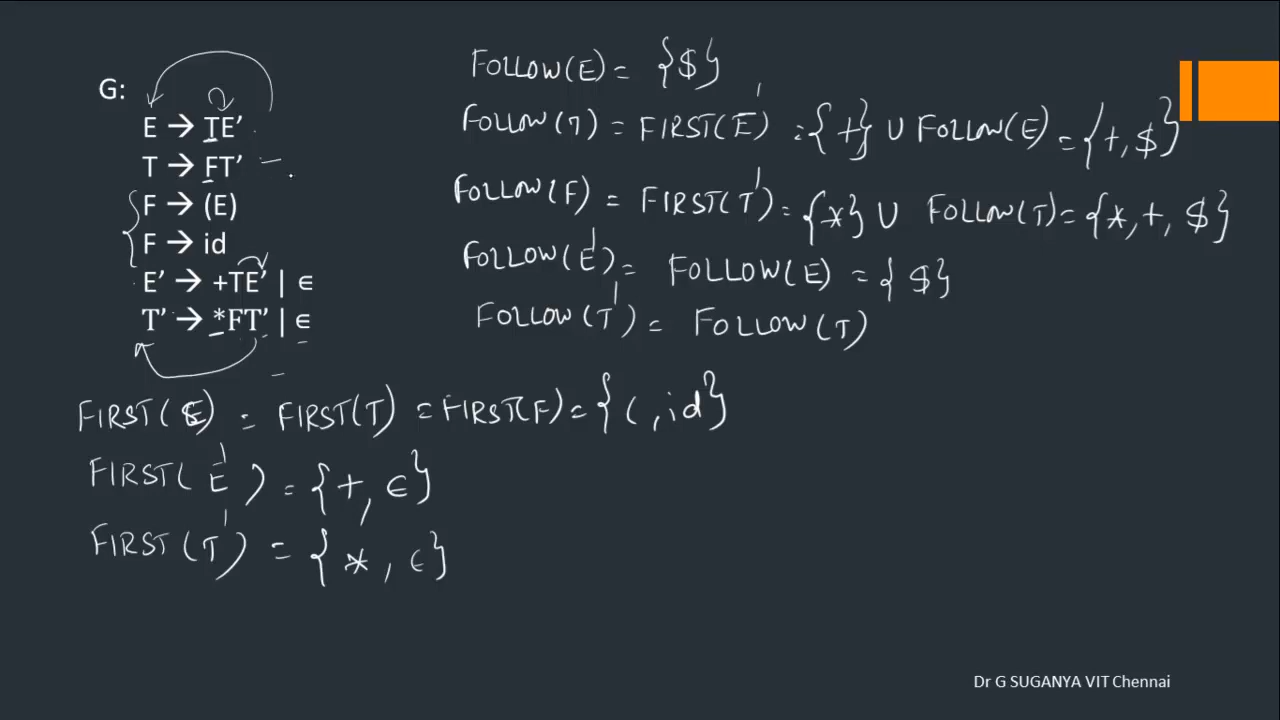 G:
E → TE'
T → FT'
F → (E)
F → id
E' → +TE' | ∈
T' → *FT' | ∈
FOLLOW(E) = {$}
FOLLOW(T) = FIRST(E') = {+} ∪ FOLLOW(E) = {+, $}
FOLLOW(F) = FIRST(T') = {*} ∪ FOLLOW(T) = {*, +, $}
FOLLOW(E') = FOLLOW(E) = {$}
FOLLOW(T') = FOLLOW(T)
FIRST(E) = FIRST(T) = FIRST(F) = {(, id}
FIRST(E') = {+, ∈}
FIRST(T') = {*, ∈}
Dr G SUGANYA VIT Chennai